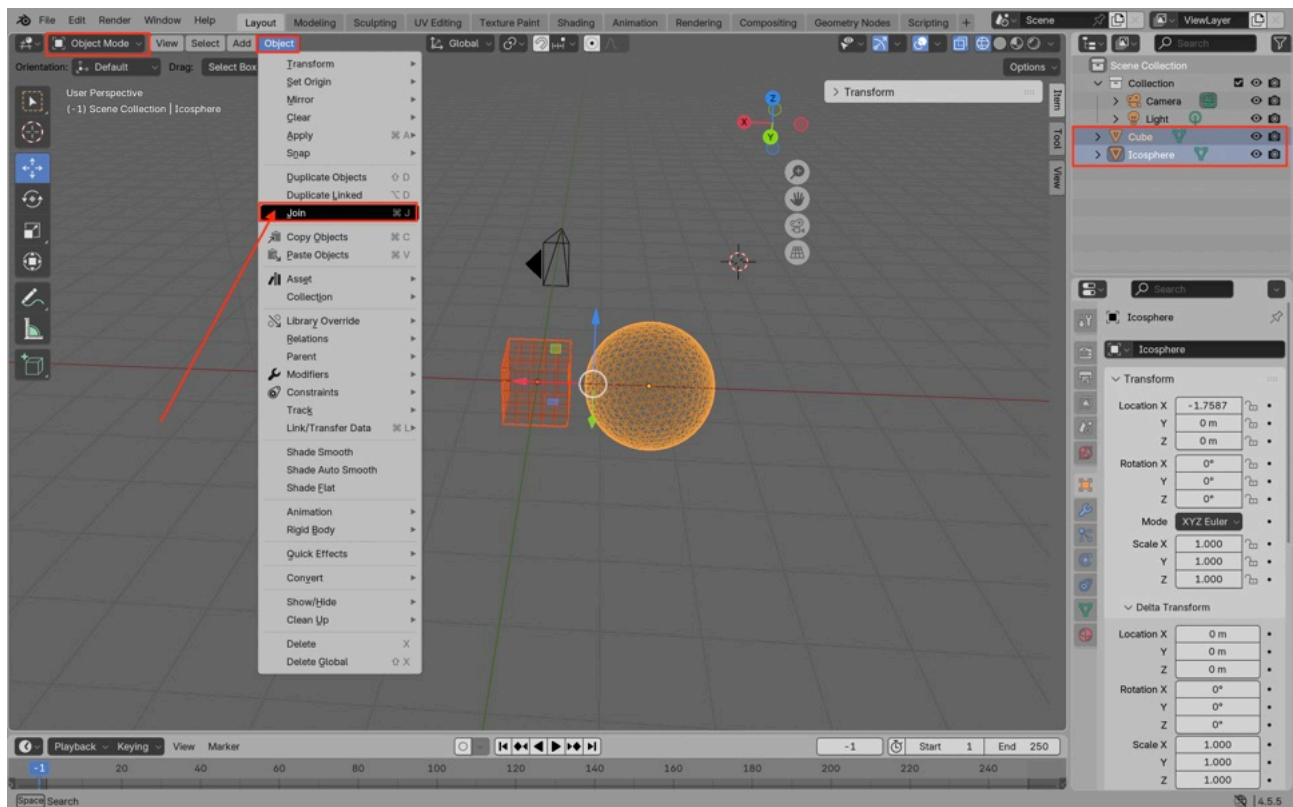 File Edit Render Window Help Layout Modeling Sculpting UV Editing Texture Paint Shading Animation Rendering Compositing Geometry Nodes Scripting + Scene ViewLayer
Object Mode View Select Add Object Global Search
Orientation: Default Drag: Select Box Options
User Perspective
(-1) Scene Collection | Icosphere
Transform
Set Origin
Mirror
Clear
Apply ⌘ A
Snap
Duplicate Objects ⇧ D
Duplicate Linked ⌥ D
Join ⌘ J
Copy Objects ⌘ C
Paste Objects ⌘ V
Asset
Collection
Library Override
Relations
Parent
Modifiers
Constraints
Track
Link/Transfer Data ⌘ L
Shade Smooth
Shade Auto Smooth
Shade Flat
Animation
Rigid Body
Quick Effects
Convert
Show/Hide
Clean Up
Delete X
Delete Global ⇧ X
Z
X
Y
> Transform
Item
Tool
View
Scene Collection
Collection
Camera
Light
Cube
Icosphere
Search
Icosphere
Icosphere
Transform
Location X -1.7587
Y 0 m
Z 0 m
Rotation X 0°
Y 0°
Z 0°
Mode XYZ Euler
Scale X 1.000
Y 1.000
Z 1.000
Delta Transform
Location X 0 m
Y 0 m
Z 0 m
Rotation X 0°
Y 0°
Z 0°
Scale X 1.000
Y 1.000
Z 1.000
Playback Keying View Marker -1 Start 1 End 250
-1 20 40 60 80 100 120 140 160 180 200 220 240
Space Search 4.5.5